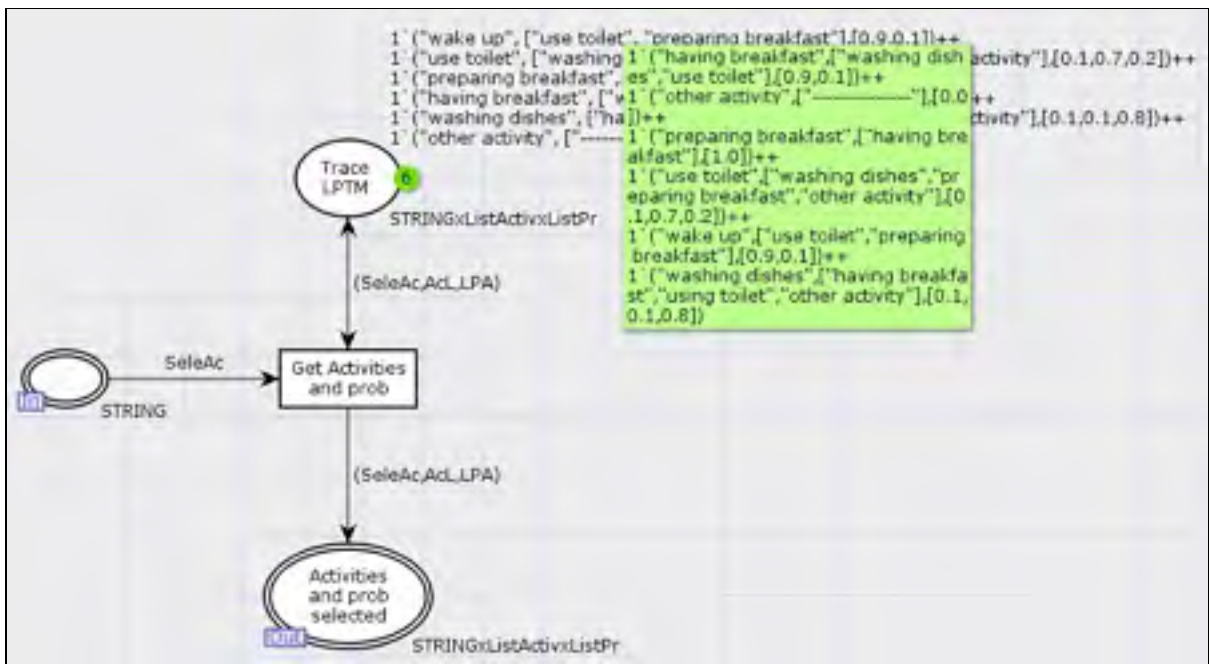 1`("wake up", ["use toilet", "preparing breakfast"],[0.9,0.1])++
1`("use toilet", ["washing
activity"],[0.1,0.7,0.2])++
1`("preparing breakfast",
1`("having breakfast", ["w
++
1`("washing dishes", ["ha
ctivity"],[0.1,0.1,0.8])++
1`("other activity", ["------
1`("having breakfast",["washing dish
es","use toilet"],[0.9,0.1])++
1`("other activity",["----------------"],[0.0
])++
1`("preparing breakfast",["having bre
akfast"],[1.0])++
1`("use toilet",["washing dishes","pr
eparing breakfast","other activity"],[0
.1,0.7,0.2])++
1`("wake up",["use toilet","preparing
breakfast"],[0.9,0.1])++
1`("washing dishes",["having breakfa
st","using toilet","other activity"],[0.1,
0.1,0.8])
Trace
LPTM
6
STRINGxListActivxListPr
(SeleAc,AcL,LPA)
SeleAc
Get Activities
and prob
In
STRING
(SeleAc,AcL,LPA)
Activities
and prob
selected
Out
STRINGxListActivxListPr